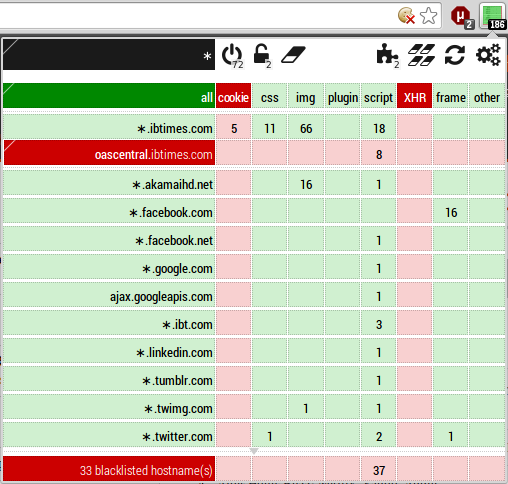 µ 2 186
∗ 72 2 2
all cookie css img plugin script XHR frame other
∗.ibtimes.com 5 11 66 18
oascentral.ibtimes.com 8
∗.akamaihd.net 16 1
∗.facebook.com 16
∗.facebook.net 1
∗.google.com 1
ajax.googleapis.com 1
∗.ibt.com 3
∗.linkedin.com 1
∗.tumblr.com 1
∗.twimg.com 1 1
∗.twitter.com 1 2 1
33 blacklisted hostname(s) 37